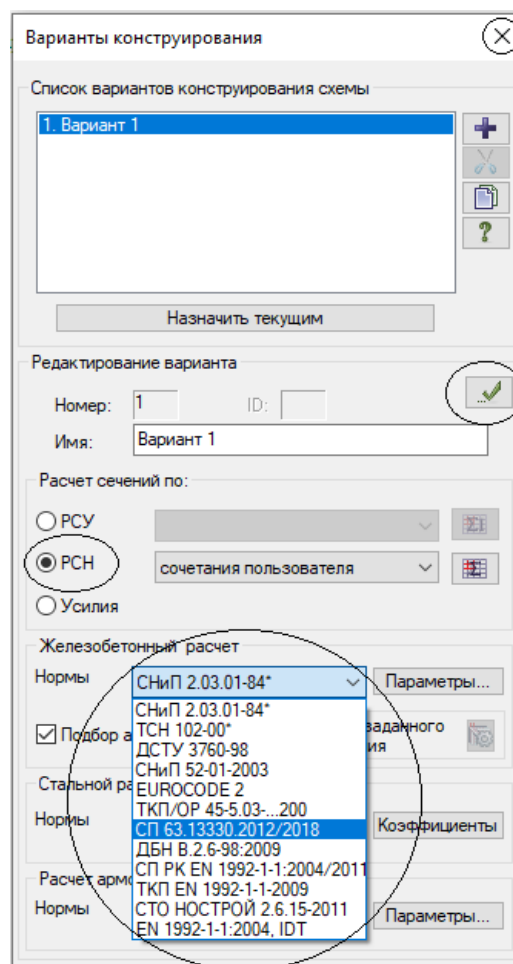 Варианты конструирования
Список вариантов конструирования схемы
1. Вариант 1
Назначить текущим
Редактирование варианта
Номер: 1 ID:
Имя: Вариант 1
Расчет сечений по:
РСУ
РСН сочетания пользователя
Усилия
Железобетонный расчет
Нормы СНиП 2.03.01-84* Параметры...
СНиП 2.03.01-84*
ТСН 102-00*
Подбор а заданного
ия
ДСТУ 3760-98
СНиП 52-01-2003
EUROCODE 2
Стальной ра
ТКП/ОР 45-5.03-...200
Нормы СП 63.13330.2012/2018 Коэффициенты
ДБН В.2.6-98:2009
СП РК EN 1992-1-1:2004/2011
Расчет армо
ТКП EN 1992-1-1-2009
Нормы СТО НОСТРОЙ 2.6.15-2011 Параметры...
EN 1992-1-1:2004, IDT